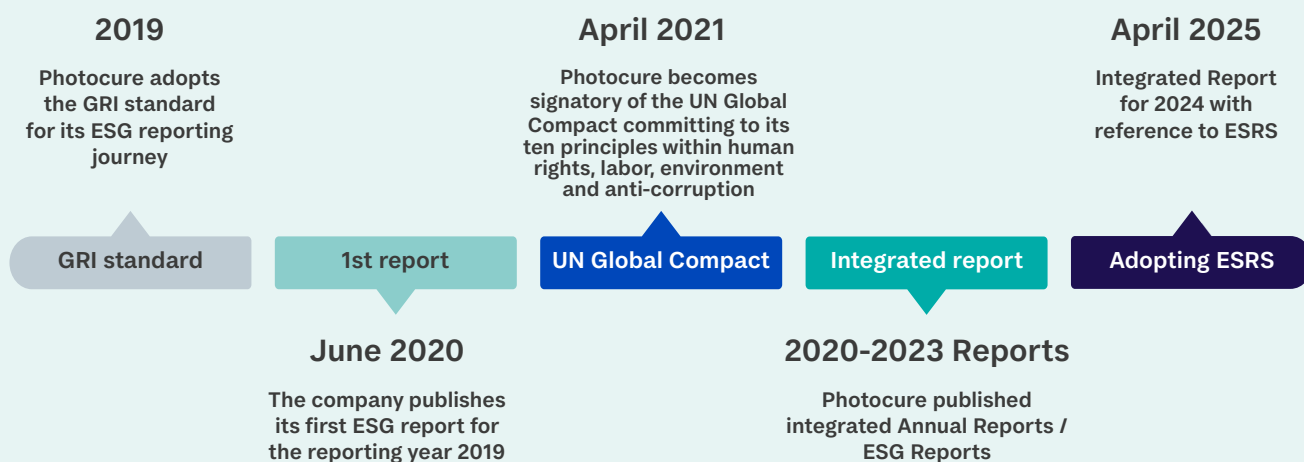 2019
Photocure adopts
the GRI standard
for its ESG reporting
journey
GRI standard
1st report
June 2020
The company publishes
its first ESG report for
the reporting year 2019
April 2021
Photocure becomes
signatory of the UN Global
Compact committing to its
ten principles within human
rights, labor, environment
and anti-corruption
UN Global Compact
Integrated report
2020-2023 Reports
Photocure published
integrated Annual Reports /
ESG Reports
April 2025
Integrated Report
for 2024 with
reference to ESRS
Adopting ESRS